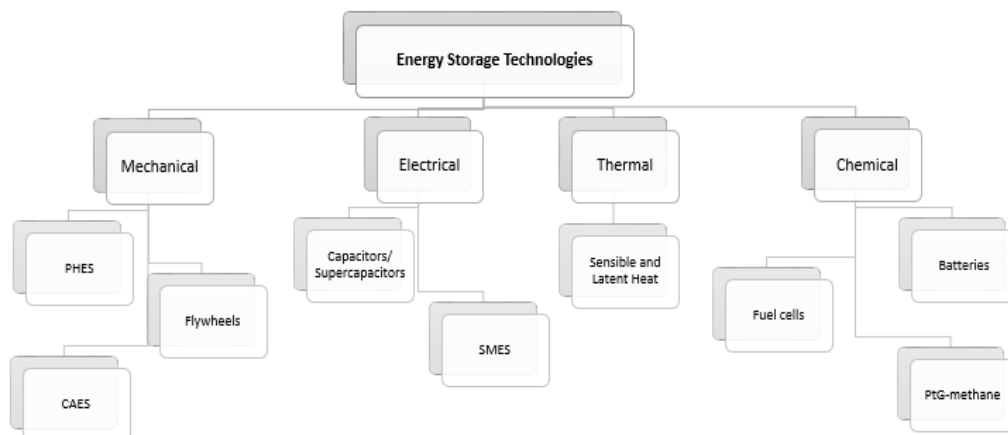 Energy Storage Technologies
Mechanical
Electrical
Thermal
Chemical
PHES
Flywheels
CAES
Capacitors/
Supercapacitors
SMES
Sensible and
Latent Heat
Batteries
Fuel cells
PtG-methane